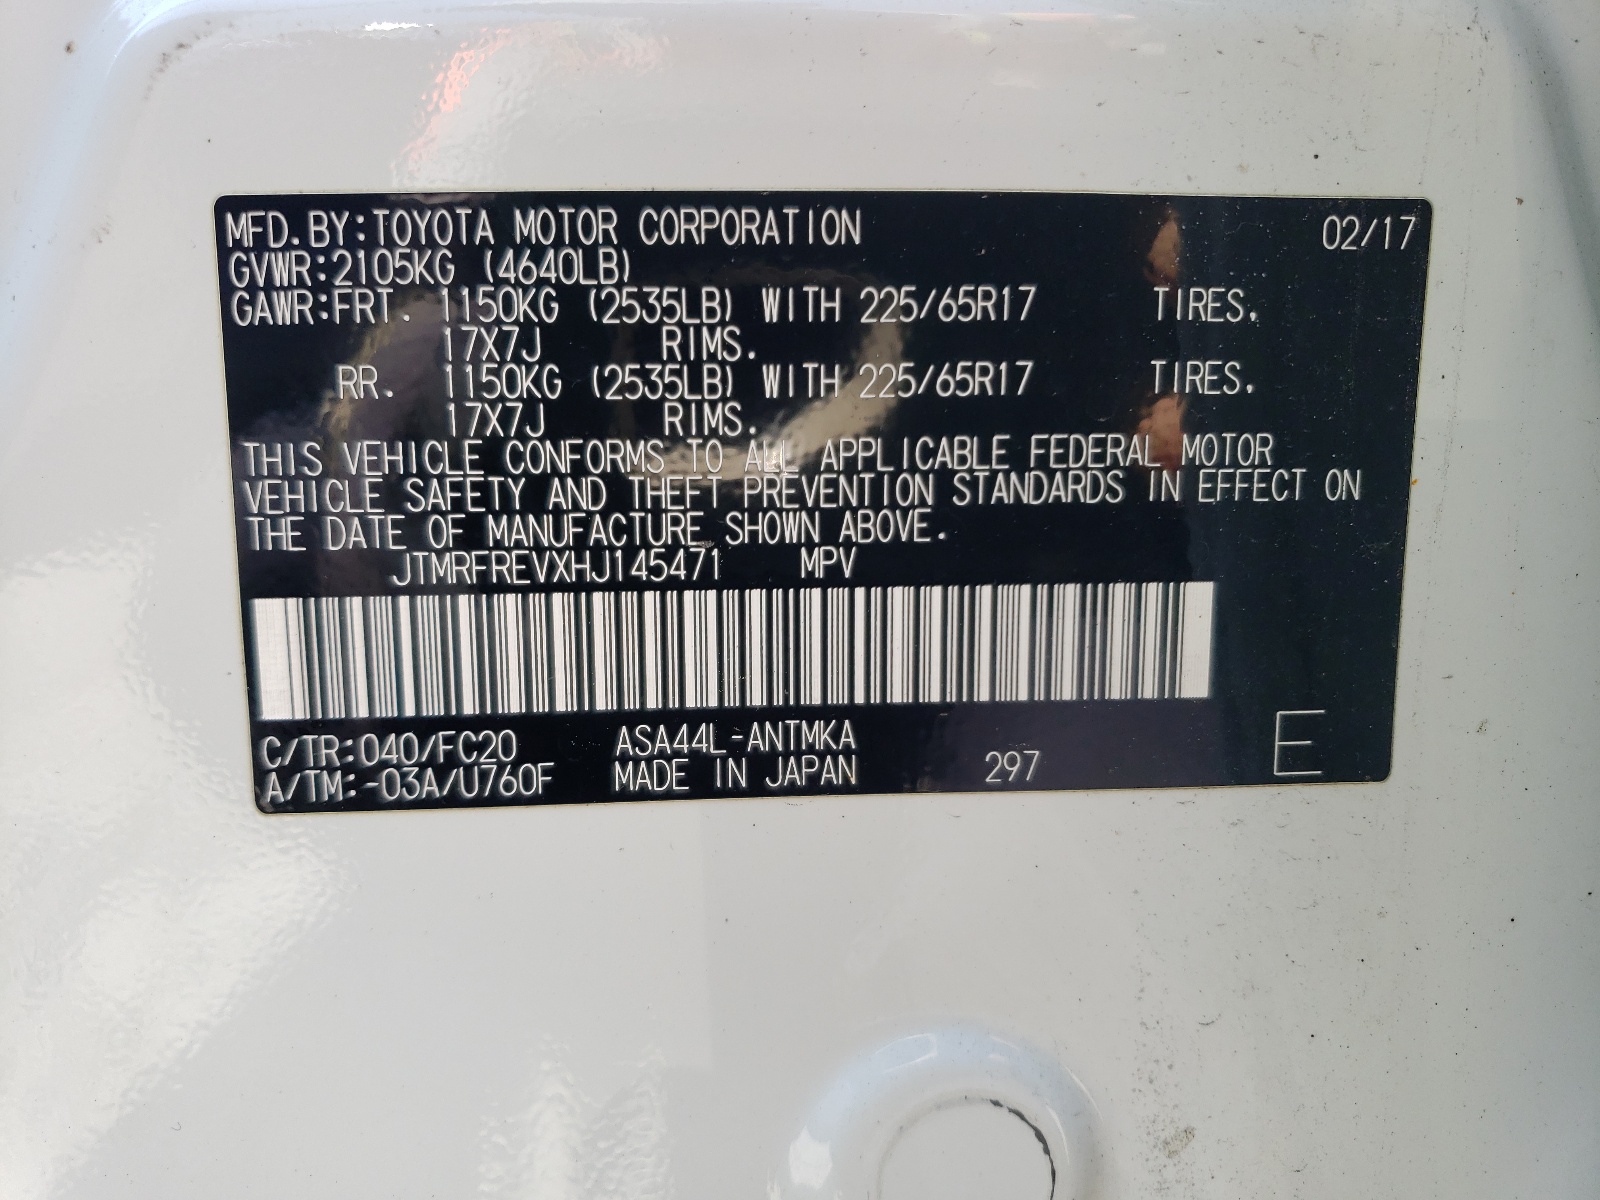 MFD. BY: TOYOTA MOTOR CORPORATION 02/17
GVWR: 2105KG (4640LB)
GAWR: FRT. 1150KG (2535LB) WITH 225/65R17 TIRES,
17X7J RIMS.
RR. 1150KG (2535LB) WITH 225/65R17 TIRES,
17X7J RIMS.
THIS VEHICLE CONFORMS TO ALL APPLICABLE FEDERAL MOTOR
VEHICLE SAFETY AND THEFT PREVENTION STANDARDS IN EFFECT ON
THE DATE OF MANUFACTURE SHOWN ABOVE.
JTMRFREVXHJ145471 MPV
C/TR: 040/FC20 ASA44L-ANTMKA
A/TM: -03A/U760F MADE IN JAPAN 297 E